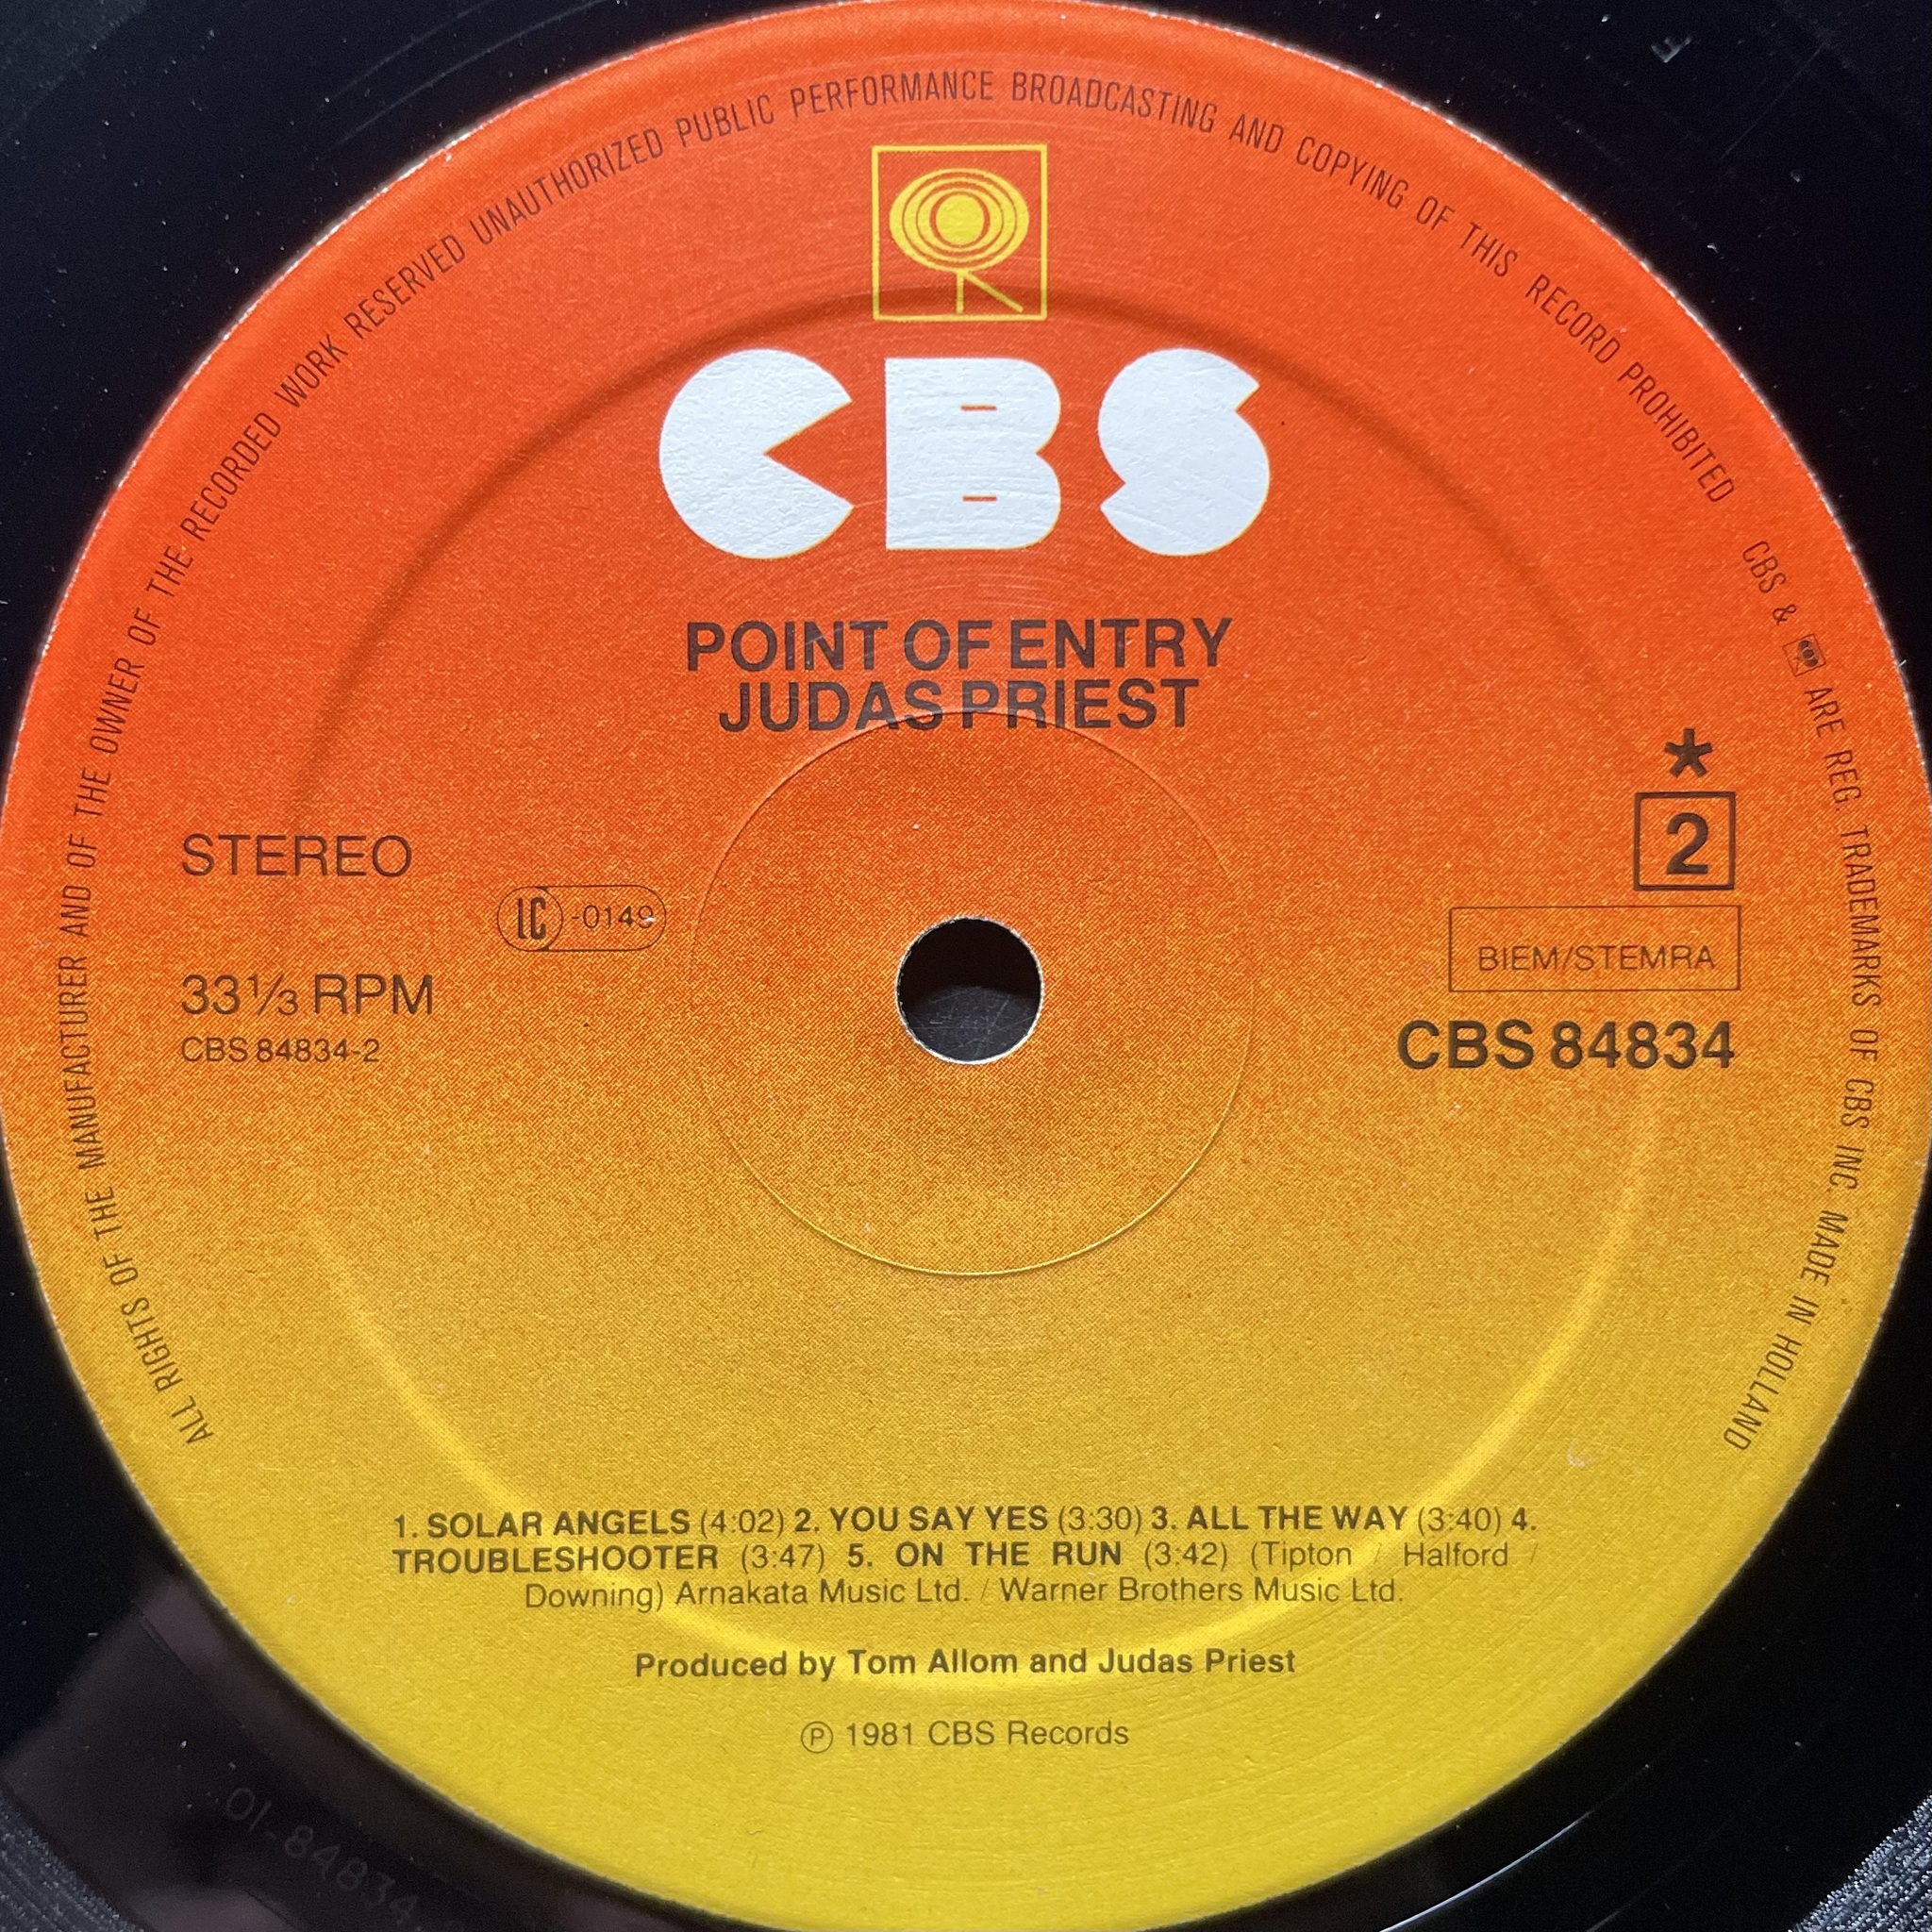 ALL RIGHTS OF THE MANUFACTURER AND OF THE OWNER OF THE RECORDED WORK RESERVED UNAUTHORIZED PUBLIC PERFORMANCE BROADCASTING AND COPYING OF THIS RECORD PROHIBITED CBS & ARE REG TRADEMARKS OF CBS INC. MADE IN HOLLAND
CBS
POINT OF ENTRY
JUDAS PRIEST
*
STEREO
2
LC -0149
BIEM/STEMRA
33⅓ RPM
CBS 84834
CBS 84834-2
1. SOLAR ANGELS (4:02) 2. YOU SAY YES (3:30) 3. ALL THE WAY (3:40) 4.
TROUBLESHOOTER (3:47) 5. ON THE RUN (3:42) (Tipton / Halford /
Downing) Arnakata Music Ltd. / Warner Brothers Music Ltd.
Produced by Tom Allom and Judas Priest
℗ 1981 CBS Records
01-84834